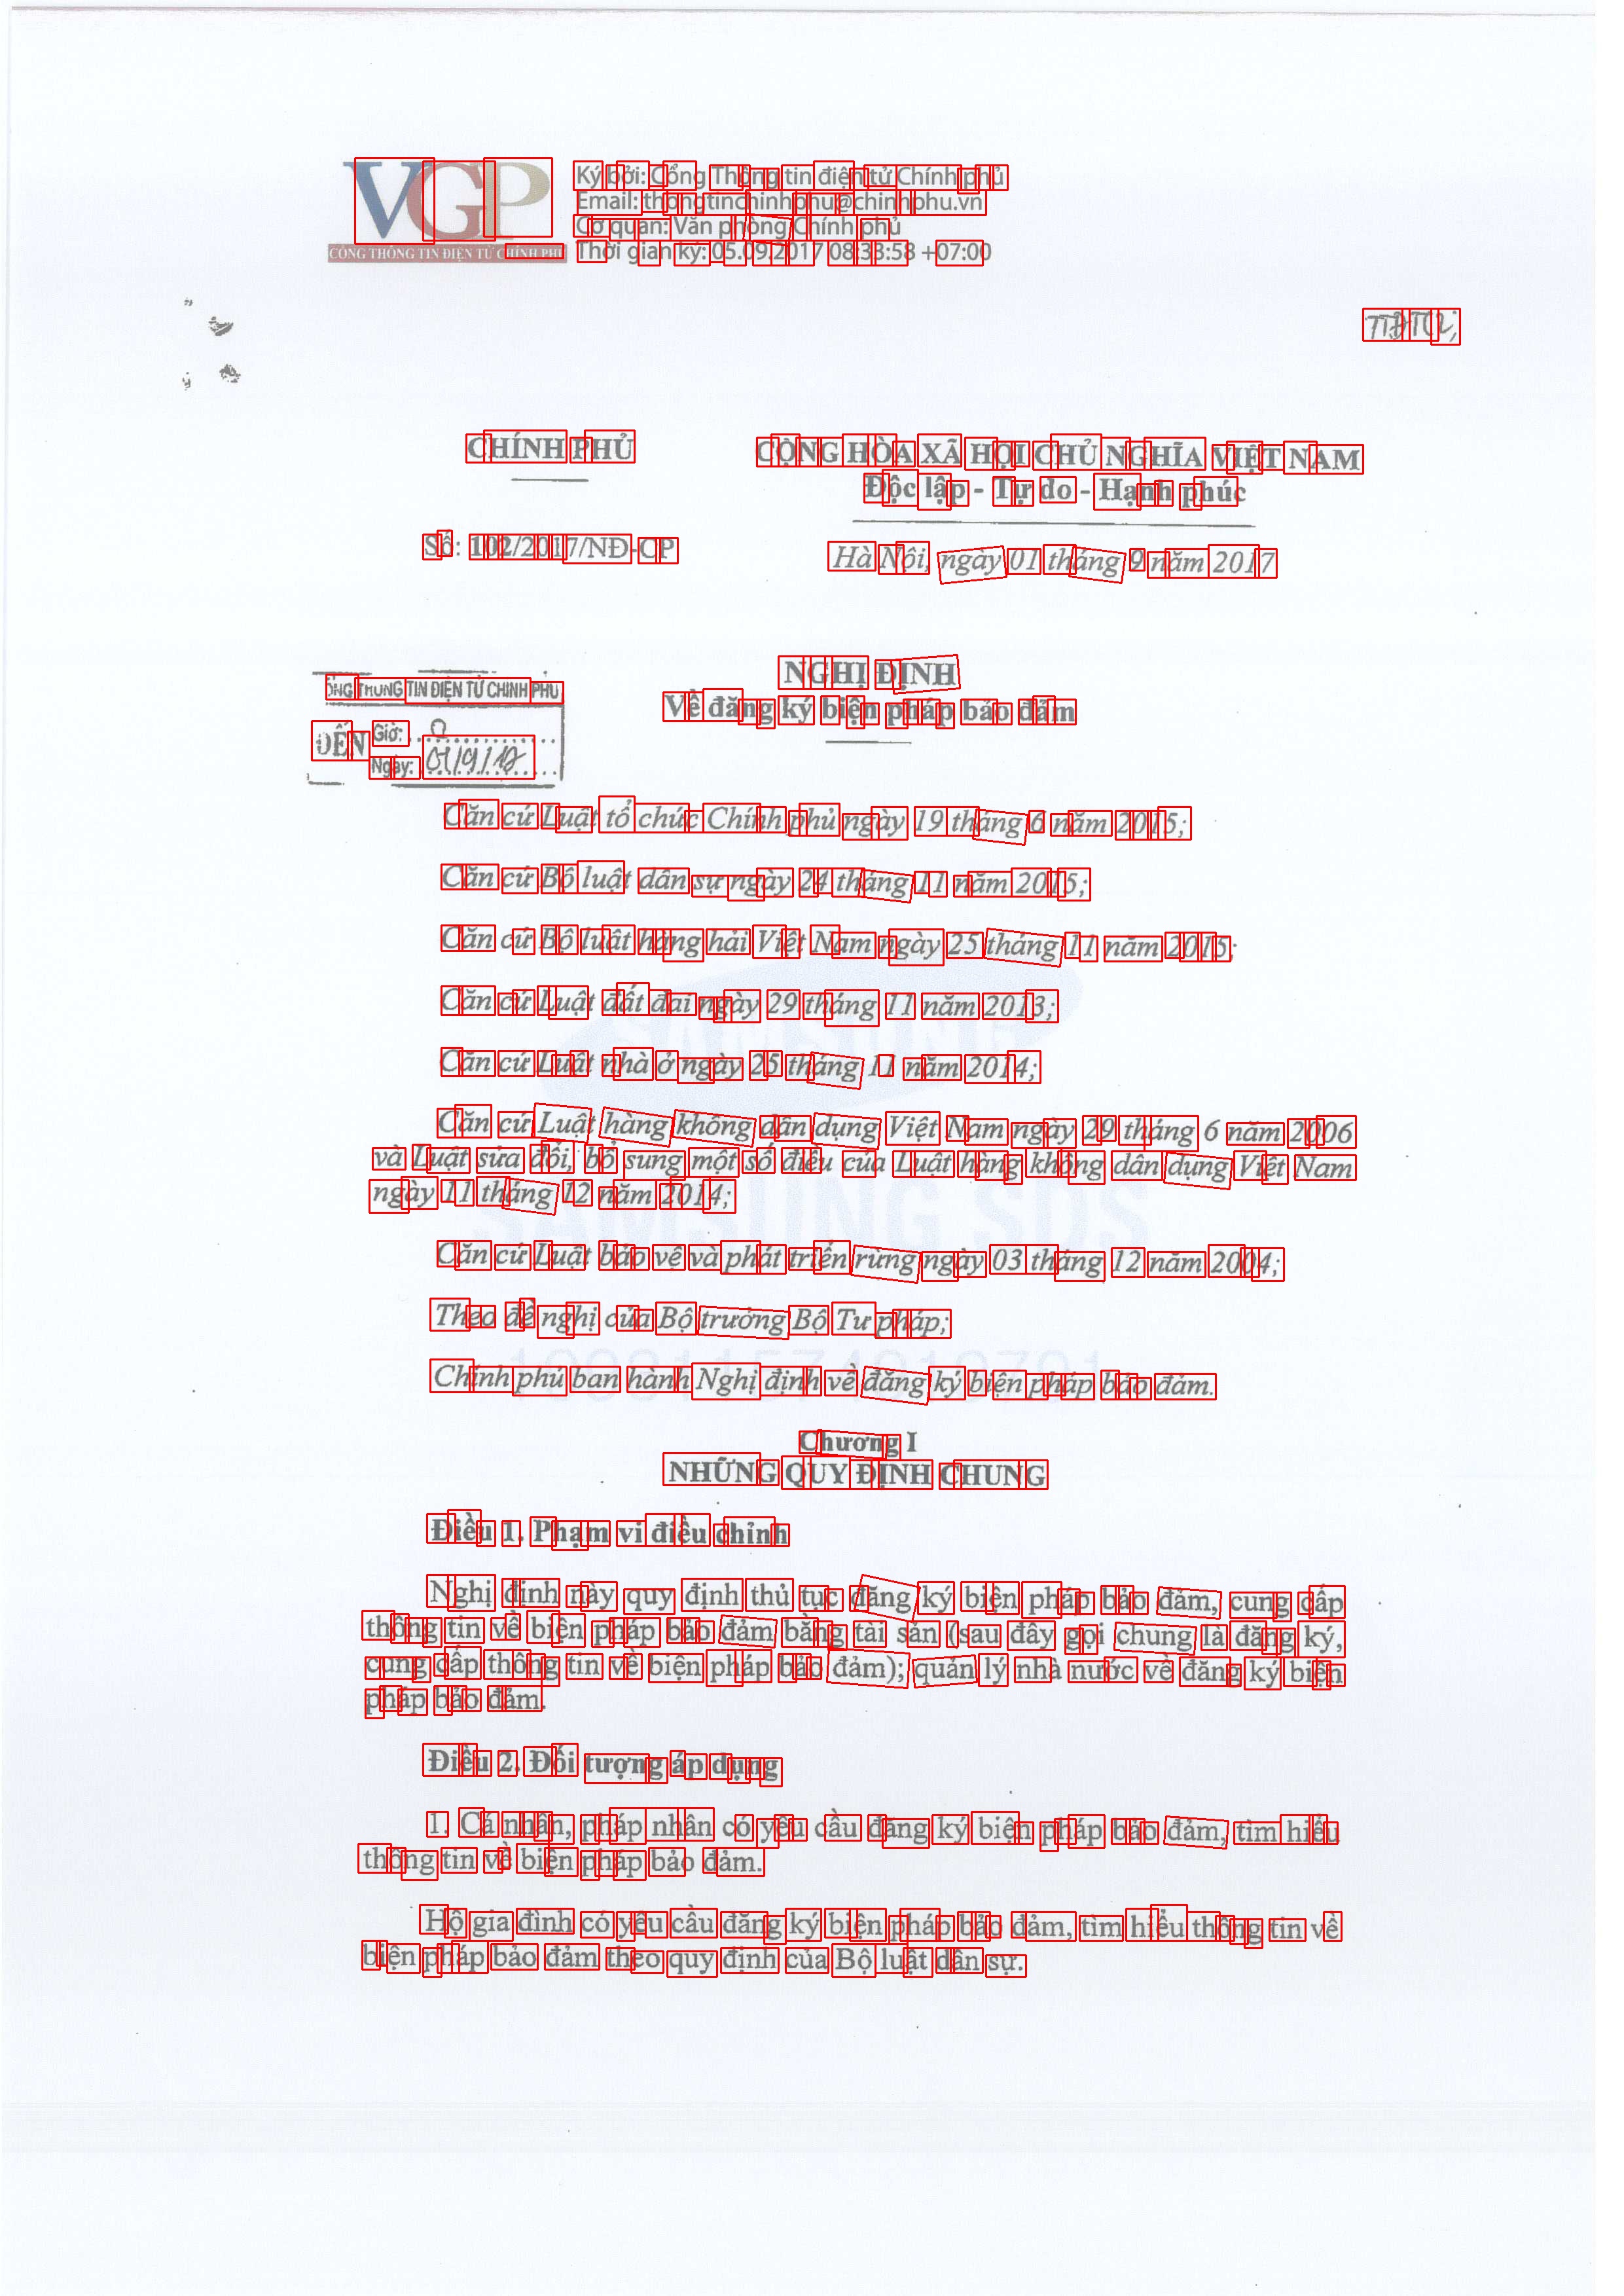 VGP
CỔNG THÔNG TIN ĐIỆN TỬ CHÍNH PHỦ
Ký bởi: Cổng Thông tin điện tử Chính phủ
Email: thongtinchinhphu@chinhphu.vn
Cơ quan: Văn phòng Chính phủ
Thời gian ký: 05.09.2017 08:33:58 +07:00
CHÍNH PHỦ
CỘNG HÒA XÃ HỘI CHỦ NGHĨA VIỆT NAM
Độc lập - Tự do - Hạnh phúc
Số: 102/2017/NĐ-CP
Hà Nội, ngày 01 tháng 9 năm 2017
NGHỊ ĐỊNH
Về đăng ký biện pháp bảo đảm
TIN ĐIỆN TỬ CHÍNH PHỦ
ĐẾN
Giờ:
Ngày:
Căn cứ Luật tổ chức Chính phủ ngày 19 tháng 6 năm 2015;
Căn cứ Bộ luật dân sự ngày 24 tháng 11 năm 2015;
Căn cứ Bộ luật hàng hải Việt Nam ngày 25 tháng 11 năm 2015;
Căn cứ Luật đất đai ngày 29 tháng 11 năm 2013;
Căn cứ Luật nhà ở ngày 25 tháng 11 năm 2014;
Căn cứ Luật hàng không dân dụng Việt Nam ngày 29 tháng 6 năm 2006
và Luật sửa đổi, bổ sung một số điều của Luật hàng không dân dụng Việt Nam
ngày 11 tháng 12 năm 2014;
SAMSUNG SDS
Căn cứ Luật bảo vệ và phát triển rừng ngày 03 tháng 12 năm 2004;
Theo đề nghị của Bộ trưởng Bộ Tư pháp;
Chính phủ ban hành Nghị định về đăng ký biện pháp bảo đảm.
Chương I
NHỮNG QUY ĐỊNH CHUNG
Điều 1. Phạm vi điều chỉnh
Nghị định này quy định thủ tục đăng ký biện pháp bảo đảm, cung cấp
thông tin về biện pháp bảo đảm bằng tài sản (sau đây gọi chung là đăng ký,
cung cấp thông tin về biện pháp bảo đảm); quản lý nhà nước về đăng ký biện
pháp bảo đảm.
Điều 2. Đối tượng áp dụng
1. Cá nhân, pháp nhân có yêu cầu đăng ký biện pháp bảo đảm, tìm hiểu
thông tin về biện pháp bảo đảm.
Hộ gia đình có yêu cầu đăng ký biện pháp bảo đảm, tìm hiểu thông tin về
biện pháp bảo đảm theo quy định của Bộ luật dân sự.